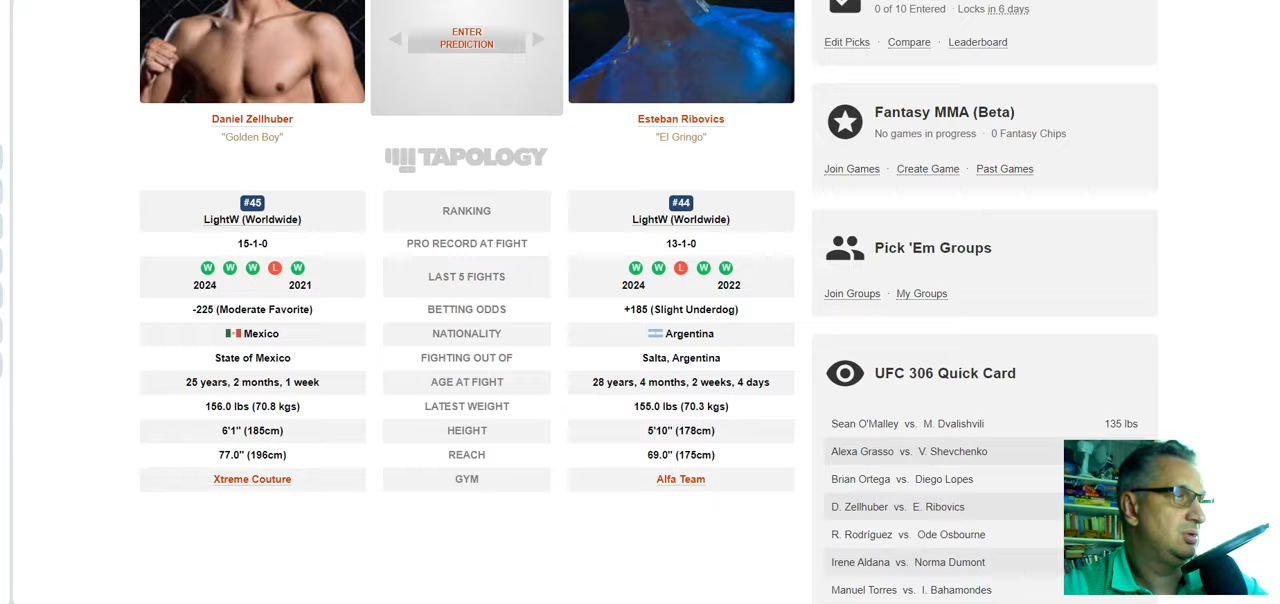 0 of 10 Entered · Locks in 6 days
Edit Picks · Compare · Leaderboard
ENTER
PREDICTION
Daniel Zellhuber
"Golden Boy"
Esteban Ribovics
"El Gringo"
TAPOLOGY
#45
LightW (Worldwide)
RANKING
#44
LightW (Worldwide)
15-1-0
PRO RECORD AT FIGHT
13-1-0
W W W L W
2024 2021
LAST 5 FIGHTS
W W L W W
2024 2022
-225 (Moderate Favorite)
BETTING ODDS
+185 (Slight Underdog)
Mexico
NATIONALITY
Argentina
State of Mexico
FIGHTING OUT OF
Salta, Argentina
25 years, 2 months, 1 week
AGE AT FIGHT
28 years, 4 months, 2 weeks, 4 days
156.0 lbs (70.8 kgs)
LATEST WEIGHT
155.0 lbs (70.3 kgs)
6'1" (185cm)
HEIGHT
5'10" (178cm)
77.0" (196cm)
REACH
69.0" (175cm)
Xtreme Couture
GYM
Alfa Team
Fantasy MMA (Beta)
No games in progress · 0 Fantasy Chips
Join Games · Create Game · Past Games
Pick 'Em Groups
Join Groups · My Groups
UFC 306 Quick Card
Sean O'Malley vs. M. Dvalishvili 135 lbs
Alexa Grasso vs. V. Shevchenko
Brian Ortega vs. Diego Lopes
D. Zellhuber vs. E. Ribovics
R. Rodríguez vs. Ode Osbourne
Irene Aldana vs. Norma Dumont
Manuel Torres vs. I. Bahamondes